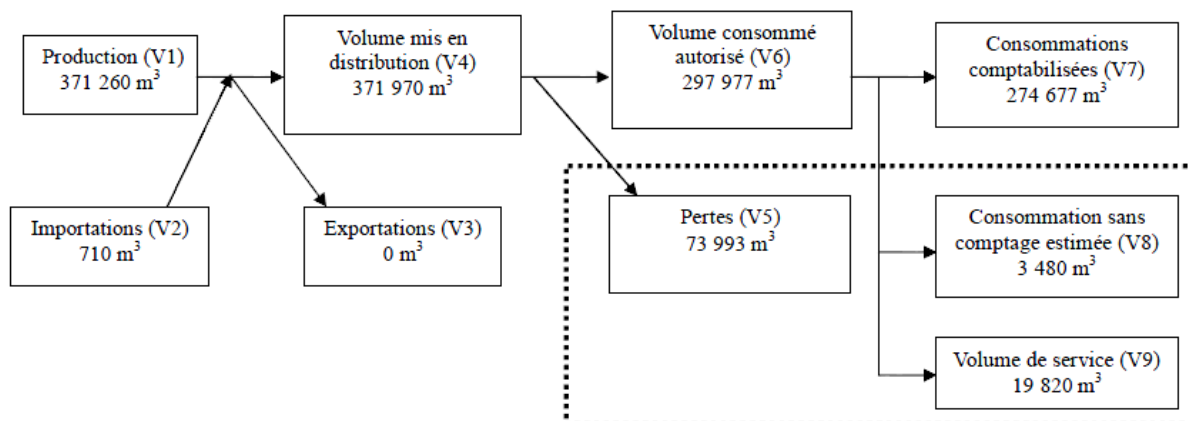 Production (V1)
371 260 m³
Volume mis en
distribution (V4)
371 970 m³
Volume consommé
autorisé (V6)
297 977 m³
Consommations
comptabilisées (V7)
274 677 m³
Importations (V2)
710 m³
Exportations (V3)
0 m³
Pertes (V5)
73 993 m³
Consommation sans
comptage estimée (V8)
3 480 m³
Volume de service (V9)
19 820 m³